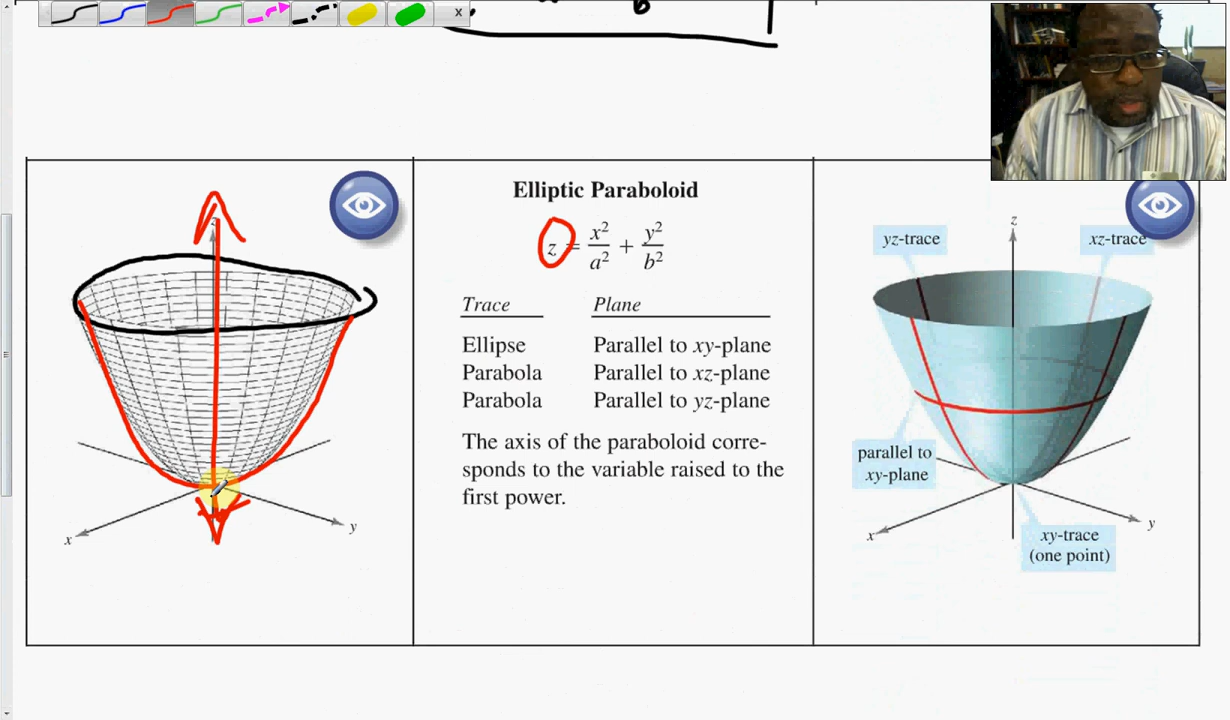 x
b
z
x
y
Elliptic Paraboloid
z = x²/a² + y²/b²
Trace Plane
Ellipse Parallel to xy-plane
Parabola Parallel to xz-plane
Parabola Parallel to yz-plane
The axis of the paraboloid corre-
sponds to the variable raised to the
first power.
z
yz-trace
xz-trace
parallel to
xy-plane
x
y
xy-trace
(one point)